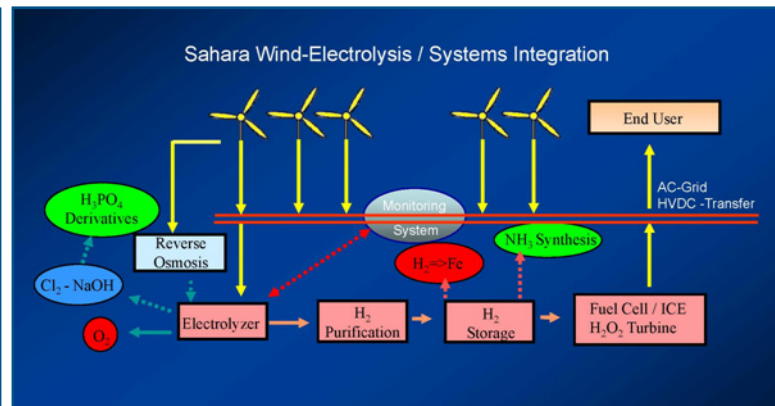 Sahara Wind-Electrolysis / Systems Integration
End User
AC-Grid
HVDC -Transfer
H₃PO₄
Derivatives
Monitoring
System
Reverse
Osmosis
NH₃ Synthesis
H₂=>Fe
Cl₂ - NaOH
Electrolyzer
H₂
Purification
H₂
Storage
Fuel Cell / ICE
H₂O₂ Turbine
O₂